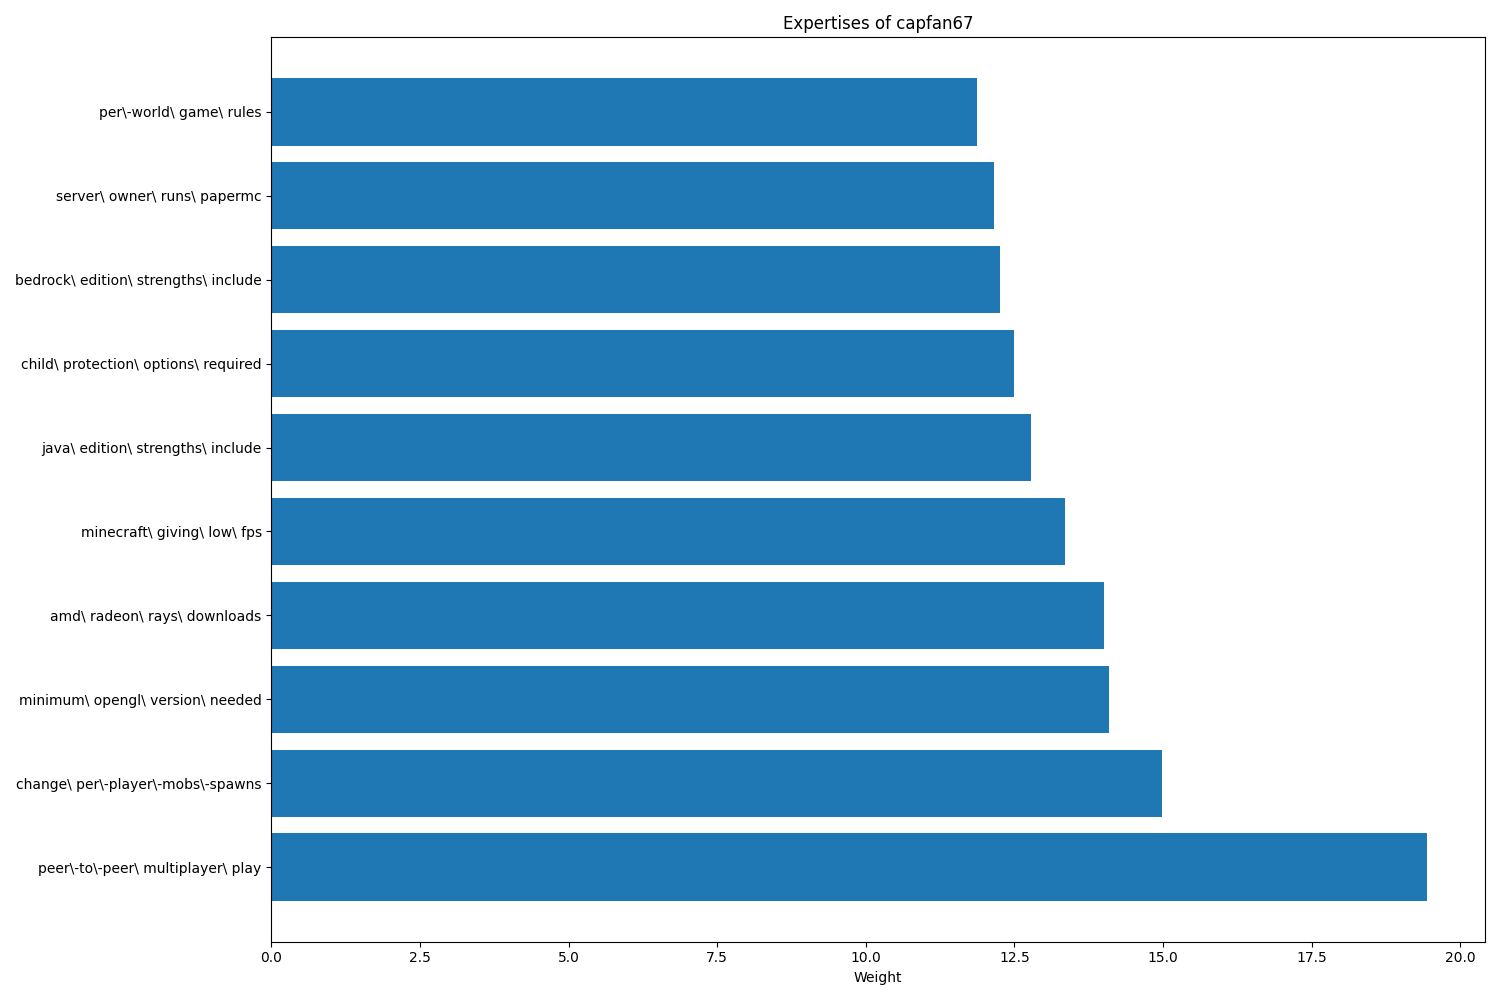 Expertises of capfan67
per\-world\ game\ rules
server\ owner\ runs\ papermc
bedrock\ edition\ strengths\ include
child\ protection\ options\ required
java\ edition\ strengths\ include
minecraft\ giving\ low\ fps
amd\ radeon\ rays\ downloads
minimum\ opengl\ version\ needed
change\ per\-player\-mobs\-spawns
peer\-to\-peer\ multiplayer\ play
0.0 2.5 5.0 7.5 10.0 12.5 15.0 17.5 20.0
Weight